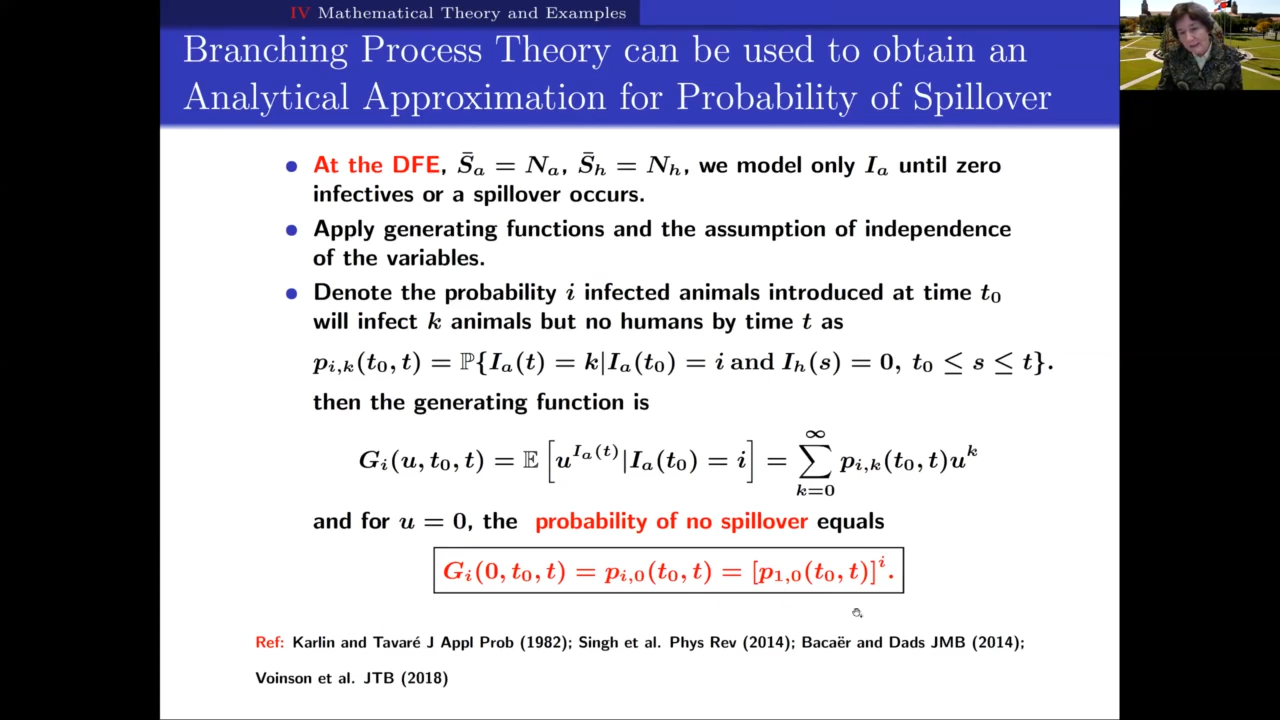 IV Mathematical Theory and Examples
Branching Process Theory can be used to obtain an
Analytical Approximation for Probability of Spillover
At the DFE, S̄ₐ = Nₐ, S̄ₕ = Nₕ, we model only Iₐ until zero
infectives or a spillover occurs.
Apply generating functions and the assumption of independence
of the variables.
Denote the probability i infected animals introduced at time t₀
will infect k animals but no humans by time t as
pᵢ,ₖ(t₀, t) = ℙ{Iₐ(t) = k|Iₐ(t₀) = i and Iₕ(s) = 0, t₀ ≤ s ≤ t}.
then the generating function is
Gᵢ(u, t₀, t) = 𝔼[u^{Iₐ(t)}|Iₐ(t₀) = i] = ∑_{k=0}^{∞} pᵢ,ₖ(t₀, t)u^k
and for u = 0, the probability of no spillover equals
Gᵢ(0, t₀, t) = pᵢ,₀(t₀, t) = [p₁,₀(t₀, t)]^i.
Ref: Karlin and Tavaré J Appl Prob (1982); Singh et al. Phys Rev (2014); Bacaër and Dads JMB (2014);
Voinson et al. JTB (2018)